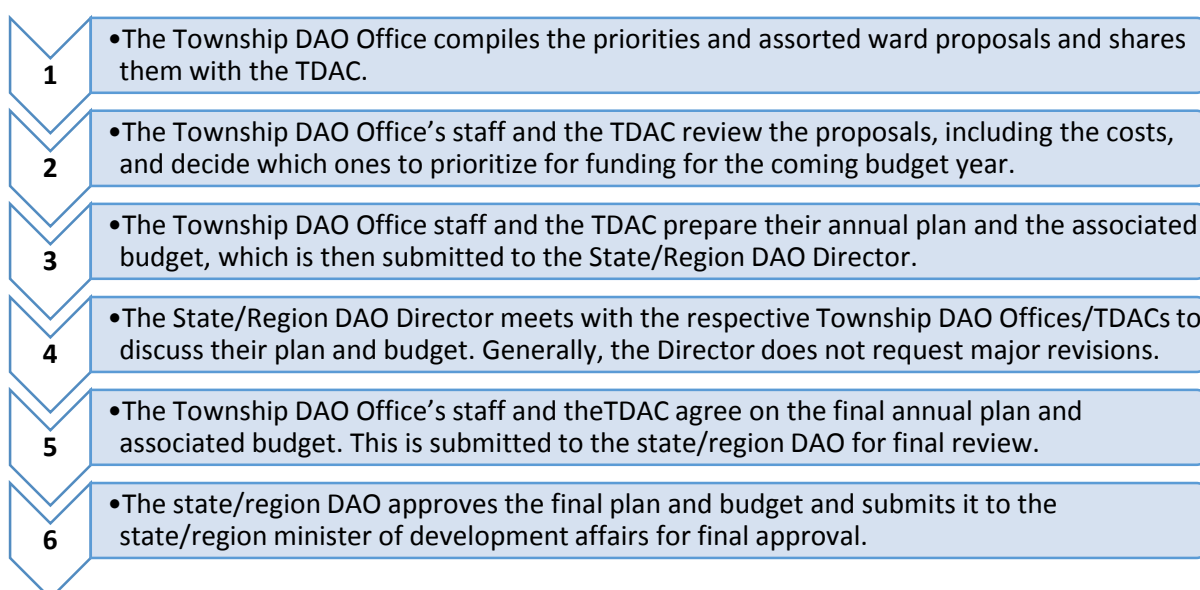 1
•The Township DAO Office compiles the priorities and assorted ward proposals and shares
them with the TDAC.
2
•The Township DAO Office’s staff and the TDAC review the proposals, including the costs,
and decide which ones to prioritize for funding for the coming budget year.
3
•The Township DAO Office staff and the TDAC prepare their annual plan and the associated
budget, which is then submitted to the State/Region DAO Director.
4
•The State/Region DAO Director meets with the respective Township DAO Offices/TDACs to
discuss their plan and budget. Generally, the Director does not request major revisions.
5
•The Township DAO Office’s staff and theTDAC agree on the final annual plan and
associated budget. This is submitted to the state/region DAO for final review.
6
•The state/region DAO approves the final plan and budget and submits it to the
state/region minister of development affairs for final approval.